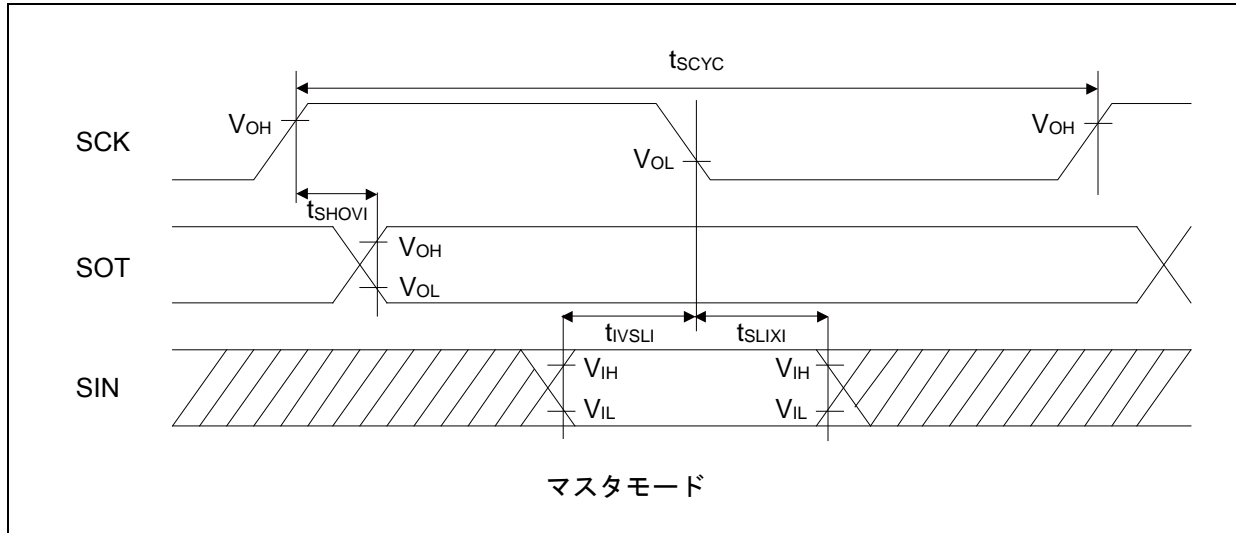 tSCYC
SCK
VOH
VOL
VOH
tSHOVI
SOT
VOH
VOL
tIVSLI
tSLIXI
SIN
VIH
VIL
VIH
VIL
マスタモード